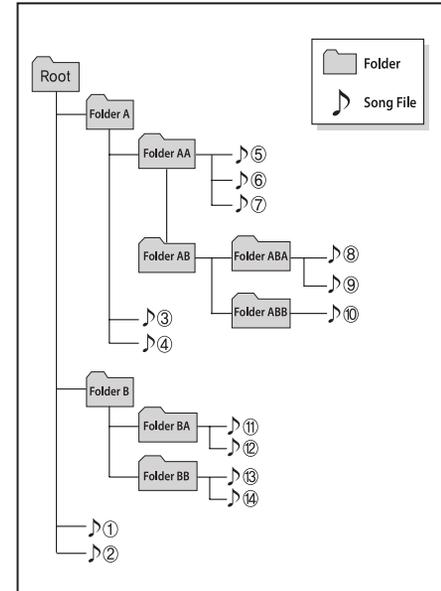 Root
Folder
Song File
Folder A
Folder AA
⑤
⑥
⑦
Folder AB
Folder ABA
⑧
⑨
Folder ABB
⑩
③
④
Folder B
Folder BA
⑪
⑫
Folder BB
⑬
⑭
①
②